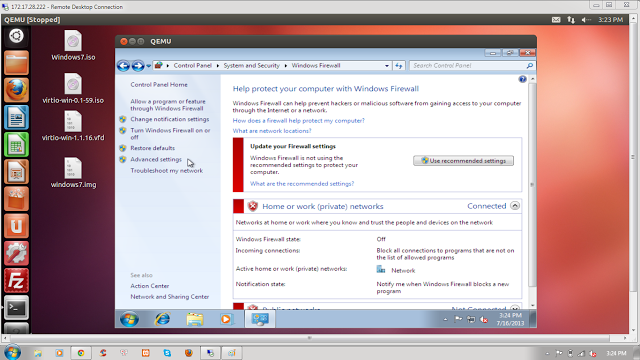 172.17.28.222 - Remote Desktop Connection
QEMU [Stopped]
3:23 PM
Windows7.iso
virtio-win-0.1-59.iso
virtio-win-1.1.16.vfd
windows7.img
QEMU
Control Panel
System and Security
Windows Firewall
Search Control Panel
Control Panel Home
Allow a program or feature
through Windows Firewall
Change notification settings
Turn Windows Firewall on or
off
Restore defaults
Advanced settings
Troubleshoot my network
See also
Action Center
Network and Sharing Center
Help protect your computer with Windows Firewall
Windows Firewall can help prevent hackers or malicious software from gaining access to your computer
through the Internet or a network.
How does a firewall help protect my computer?
What are network locations?
Update your Firewall settings
Windows Firewall is not using the
recommended settings to protect your
computer.
Use recommended settings
What are the recommended settings?
Home or work (private) networks
Connected
Networks at home or work where you know and trust the people and devices on the network
Windows Firewall state:
Off
Incoming connections:
Block all connections to programs that are not on
the list of allowed programs
Active home or work (private) networks:
Network
Notification state:
Notify me when Windows Firewall blocks a new
program
Public networks
Not Connected
3:24 PM
7/16/2013
3:24 PM